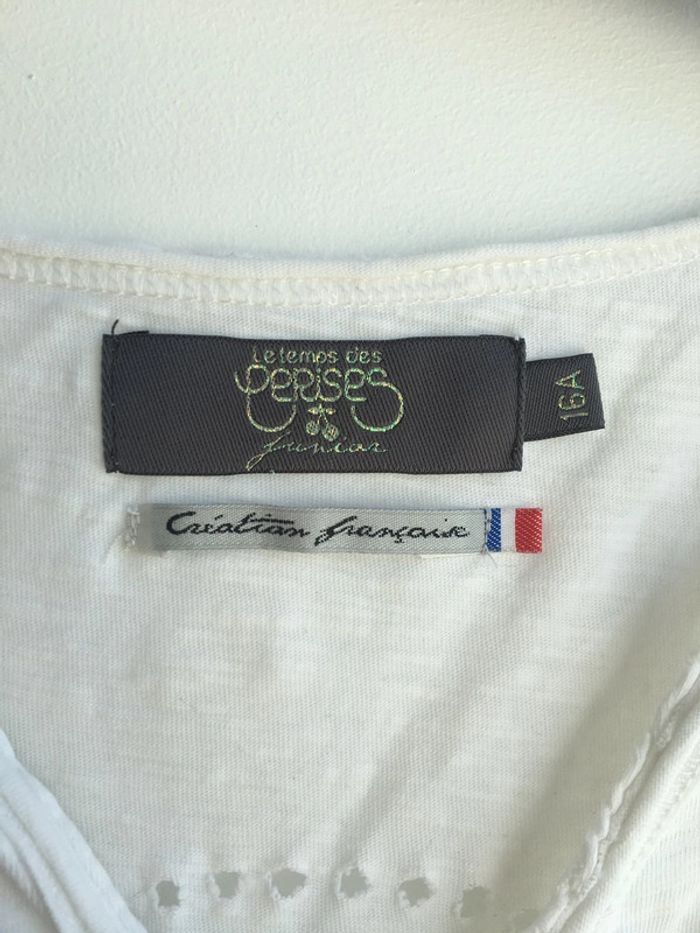 Le temps des
cerises
junior
16A
Création française